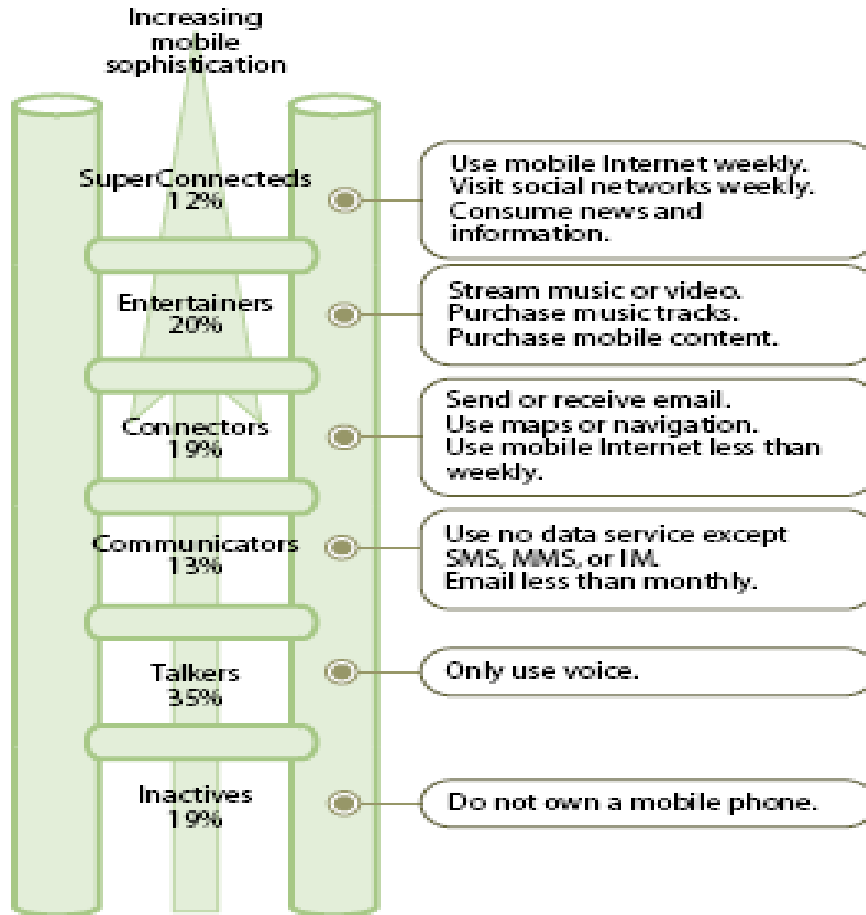 Increasing
mobile
sophistication
SuperConnecteds
12%
Use mobile Internet weekly.
Visit social networks weekly.
Consume news and
information.
Entertainers
20%
Stream music or video.
Purchase music tracks.
Purchase mobile content.
Connectors
19%
Send or receive email.
Use maps or navigation.
Use mobile Internet less than
weekly.
Communicators
13%
Use no data service except
SMS, MMS, or IM.
Email less than monthly.
Talkers
35%
Only use voice.
Inactives
19%
Do not own a mobile phone.